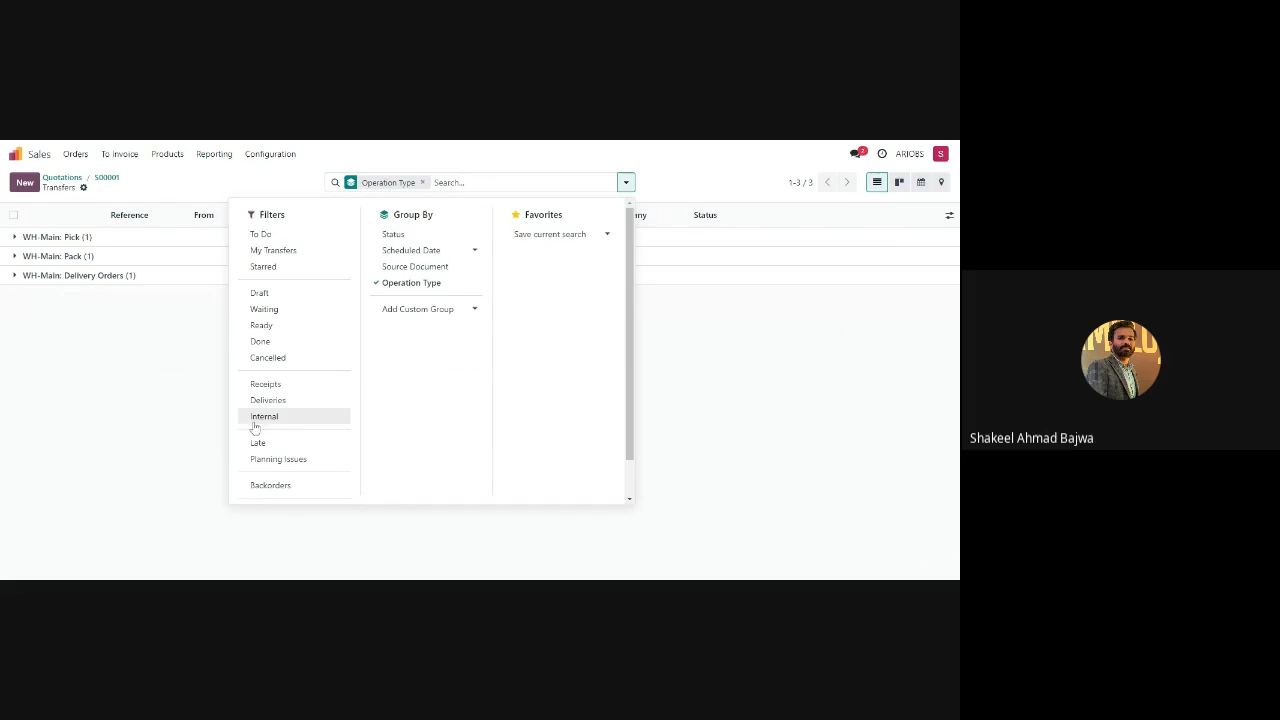 Sales Orders To Invoice Products Reporting Configuration 2 ARIOBS S
New Quotations / S00001
Transfers
Operation Type × Search... 1-3 / 3
Reference From Status
WH-Main: Pick (1)
WH-Main: Pack (1)
WH-Main: Delivery Orders (1)
Filters
To Do
My Transfers
Starred
Draft
Waiting
Ready
Done
Cancelled
Receipts
Deliveries
Internal
Late
Planning Issues
Backorders
Group By
Status
Scheduled Date
Source Document
Operation Type
Add Custom Group
Favorites
Save current search
Shakeel Ahmad Bajwa